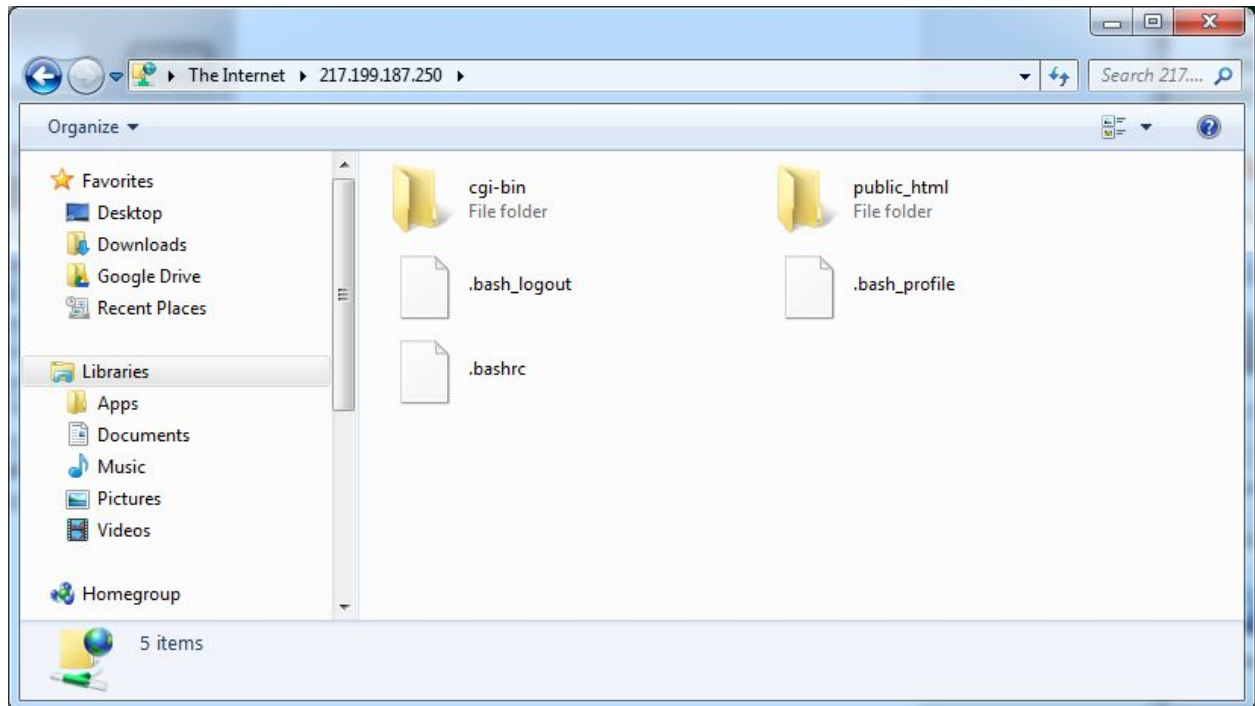 The Internet 217.199.187.250 Search 217....
Organize
Favorites
Desktop
Downloads
Google Drive
Recent Places
Libraries
Apps
Documents
Music
Pictures
Videos
Homegroup
cgi-bin
File folder
public_html
File folder
.bash_logout
.bash_profile
.bashrc
5 items